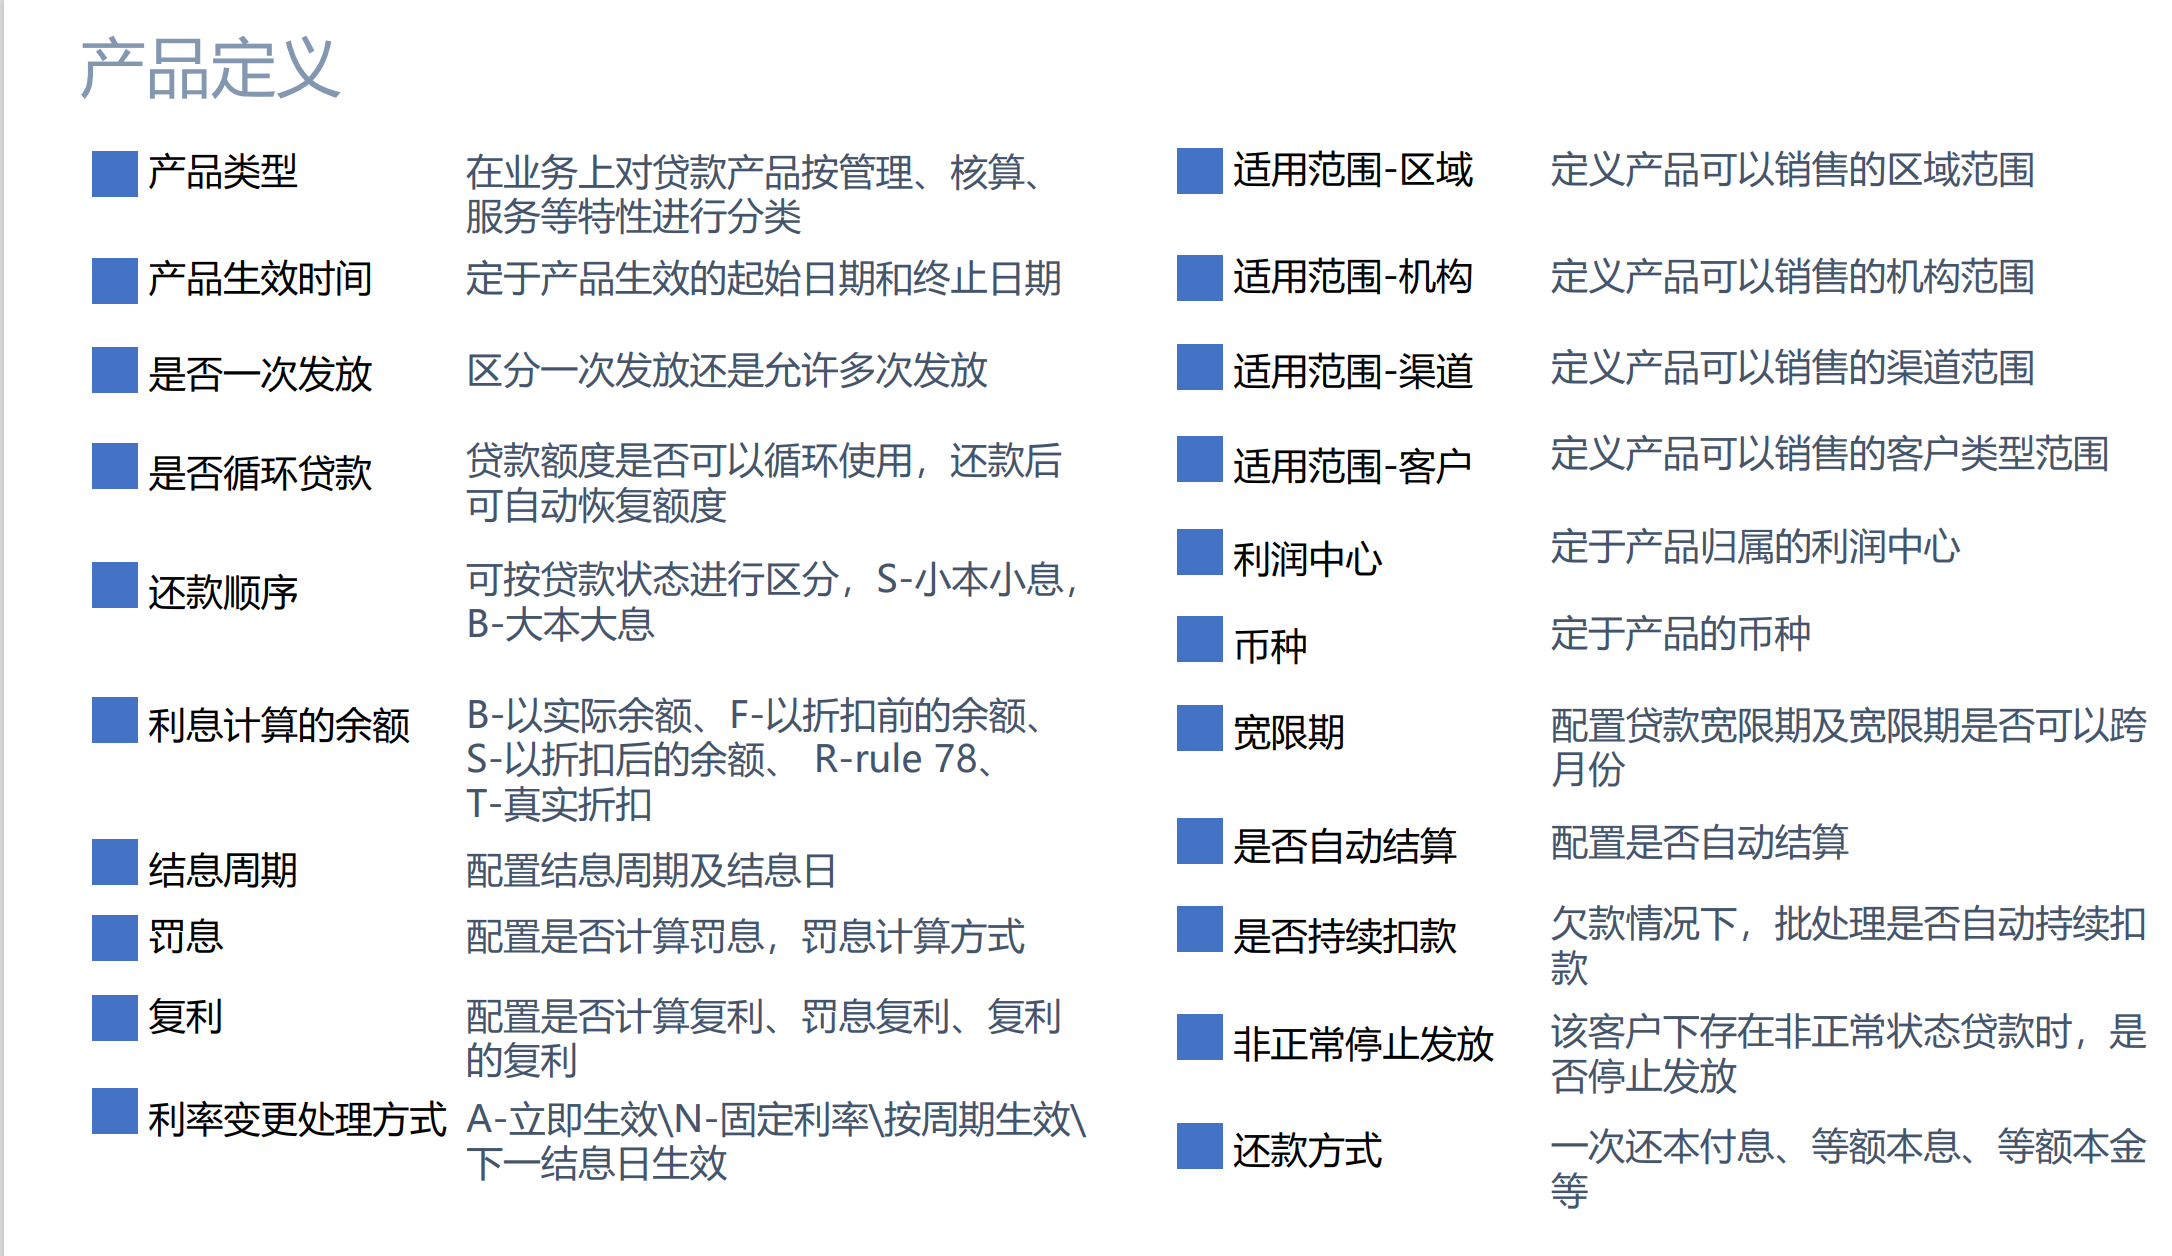 产品定义
产品类型
在业务上对贷款产品按管理、核算、
服务等特性进行分类
产品生效时间
定于产品生效的起始日期和终止日期
是否一次发放
区分一次发放还是允许多次发放
是否循环贷款
贷款额度是否可以循环使用，还款后
可自动恢复额度
还款顺序
可按贷款状态进行区分，S-小本小息，
B-大本大息
利息计算的余额
B-以实际余额、F-以折扣前的余额、
S-以折扣后的余额、 R-rule 78、
T-真实折扣
结息周期
配置结息周期及结息日
罚息
配置是否计算罚息，罚息计算方式
复利
配置是否计算复利、罚息复利、复利
的复利
利率变更处理方式
A-立即生效\N-固定利率\按周期生效\
下一结息日生效
适用范围-区域
定义产品可以销售的区域范围
适用范围-机构
定义产品可以销售的机构范围
适用范围-渠道
定义产品可以销售的渠道范围
适用范围-客户
定义产品可以销售的客户类型范围
利润中心
定于产品归属的利润中心
币种
定于产品的币种
宽限期
配置贷款宽限期及宽限期是否可以跨
月份
是否自动结算
配置是否自动结算
是否持续扣款
欠款情况下，批处理是否自动持续扣
款
非正常停止发放
该客户下存在非正常状态贷款时，是
否停止发放
还款方式
一次还本付息、等额本息、等额本金
等